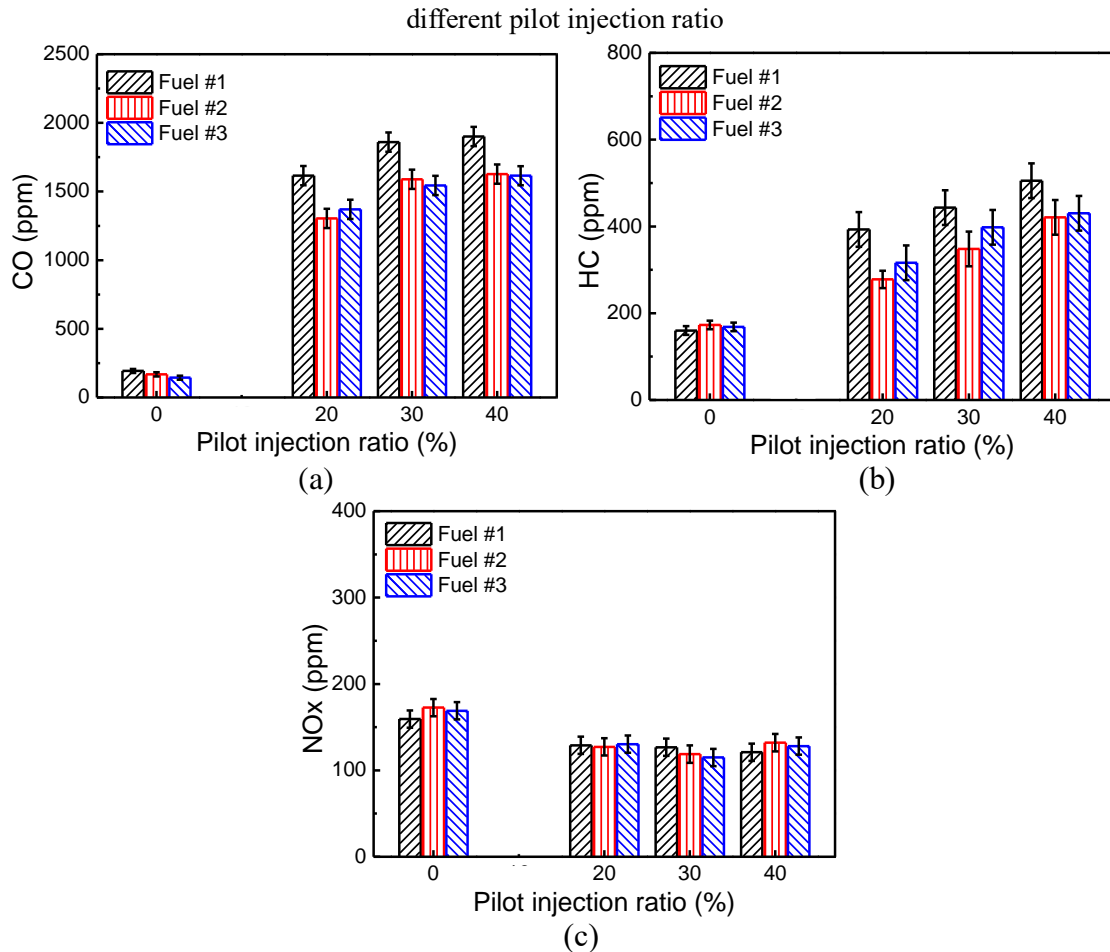 different pilot injection ratio
2500
2000
1500
1000
500
0
CO (ppm)
Fuel #1
Fuel #2
Fuel #3
0 20 30 40
Pilot injection ratio (%)
(a)
800
600
400
200
0
HC (ppm)
Fuel #1
Fuel #2
Fuel #3
0 20 30 40
Pilot injection ratio (%)
(b)
400
300
200
100
0
NOx (ppm)
Fuel #1
Fuel #2
Fuel #3
0 20 30 40
Pilot injection ratio (%)
(c)